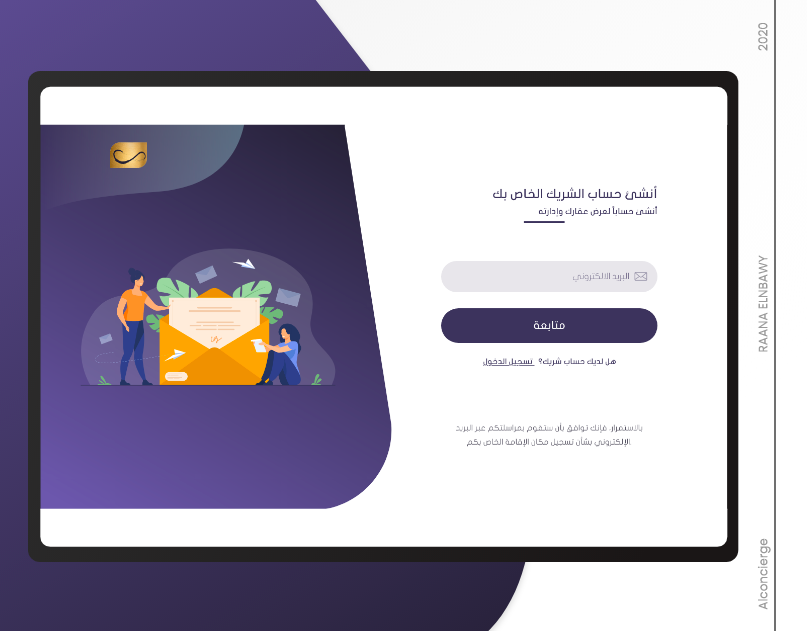 2020
RAANA ELNBAWY
Alconcierge
أنشئ حساب الشريك الخاص بك
أنشئ حساباً لعرض عقارك وإدارته
البريد الالكتروني
متابعة
هل لديك حساب شريك؟ تسجيل الدخول
بالاستمرار، فإنك توافق بأن ستقوم بمراسلتكم عبر البريد
الإلكتروني بشأن تسجيل مكان الإقامة الخاص بكم